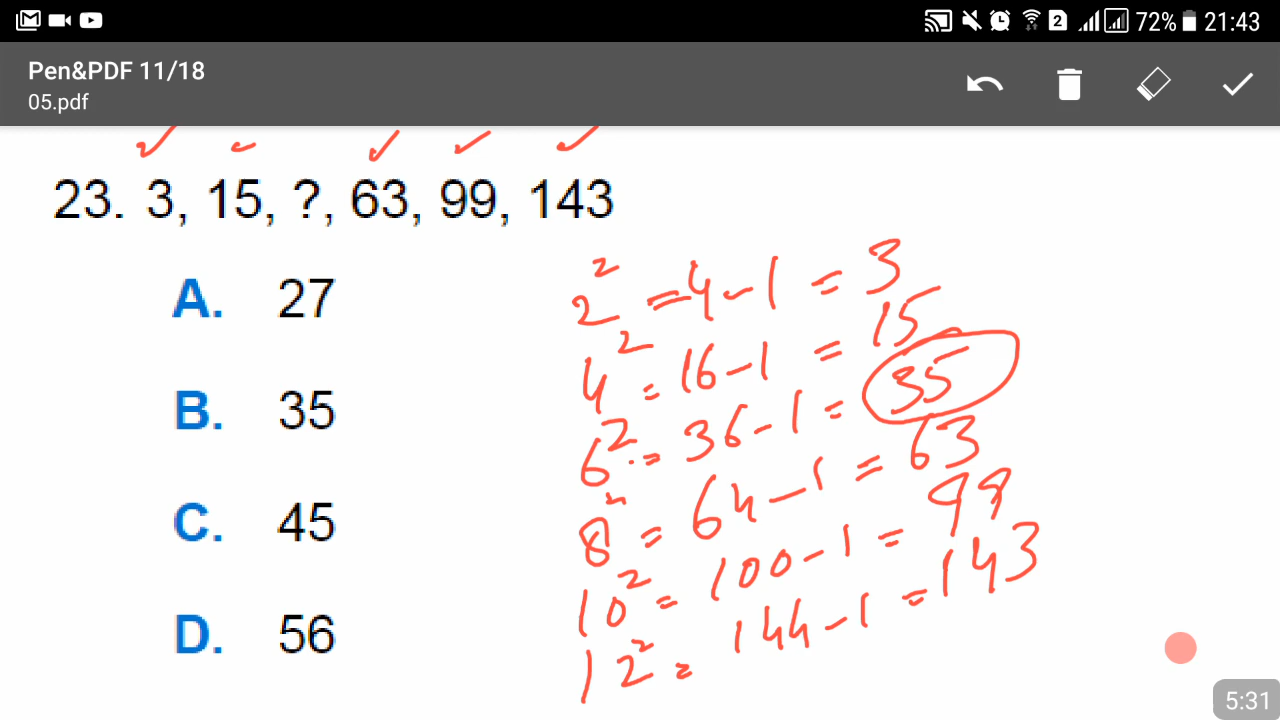 2 72% 21:43
Pen&PDF 11/18
05.pdf
23. 3, 15, ?, 63, 99, 143
A. 27
B. 35
C. 45
D. 56
2² = 4 - 1 = 3
4² = 16 - 1 = 15
6² = 36 - 1 = 35
8² = 64 - 1 = 63
10² = 100 - 1 = 99
12² = 144 - 1 = 143
5:31